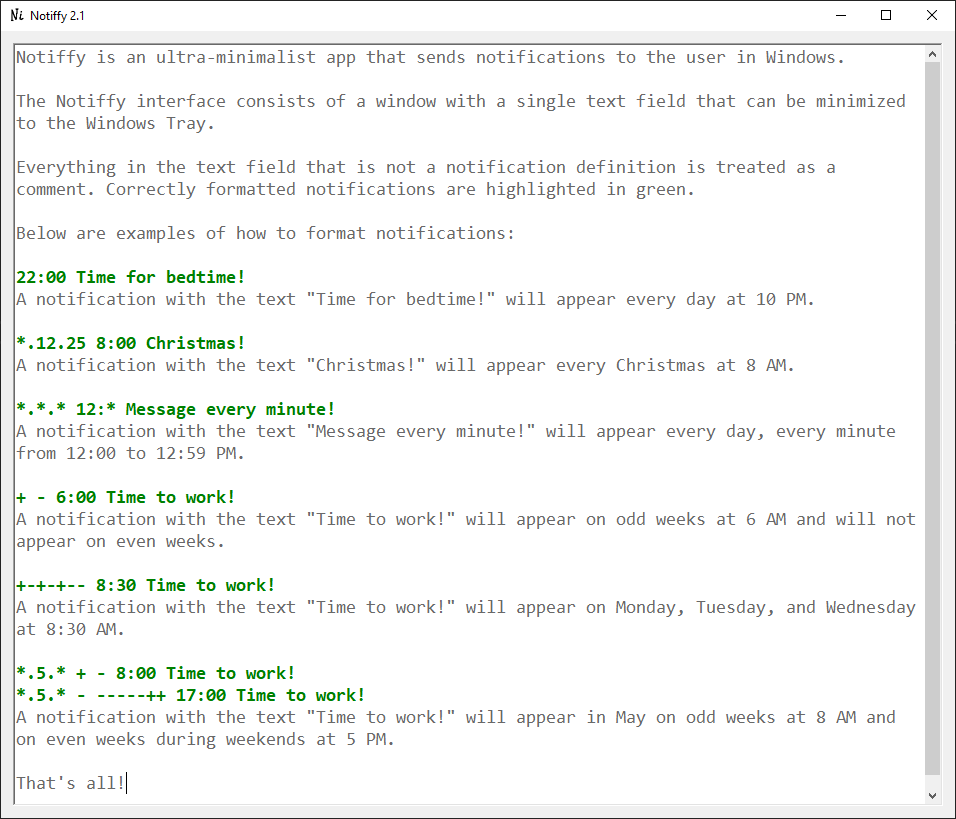 Notiffy 2.1
Notiffy is an ultra-minimalist app that sends notifications to the user in Windows.
The Notiffy interface consists of a window with a single text field that can be minimized
to the Windows Tray.
Everything in the text field that is not a notification definition is treated as a
comment. Correctly formatted notifications are highlighted in green.
Below are examples of how to format notifications:
22:00 Time for bedtime!
A notification with the text "Time for bedtime!" will appear every day at 10 PM.
*.12.25 8:00 Christmas!
A notification with the text "Christmas!" will appear every Christmas at 8 AM.
*.*.* 12:* Message every minute!
A notification with the text "Message every minute!" will appear every day, every minute
from 12:00 to 12:59 PM.
+ - 6:00 Time to work!
A notification with the text "Time to work!" will appear on odd weeks at 6 AM and will not
appear on even weeks.
+-+-+-- 8:30 Time to work!
A notification with the text "Time to work!" will appear on Monday, Tuesday, and Wednesday
at 8:30 AM.
*.5.* + - 8:00 Time to work!
*.5.* - -----++ 17:00 Time to work!
A notification with the text "Time to work!" will appear in May on odd weeks at 8 AM and
on even weeks during weekends at 5 PM.
That's all!